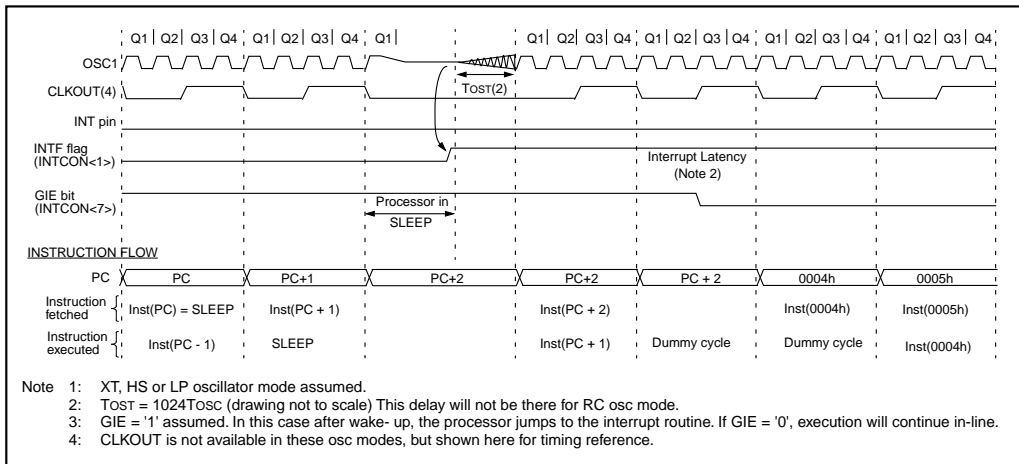 Q1 Q2 Q3 Q4 Q1 Q2 Q3 Q4 Q1 Q1 Q2 Q3 Q4 Q1 Q2 Q3 Q4 Q1 Q2 Q3 Q4 Q1 Q2 Q3 Q4
OSC1
TOST(2)
CLKOUT(4)
INT pin
INTF flag
(INTCON<1>)
Interrupt Latency
(Note 2)
GIE bit
(INTCON<7>)
Processor in
SLEEP
INSTRUCTION FLOW
PC PC PC+1 PC+2 PC+2 PC + 2 0004h 0005h
Instruction
fetched
Inst(PC) = SLEEP Inst(PC + 1) Inst(PC + 2) Inst(0004h) Inst(0005h)
Instruction
executed
Inst(PC - 1) SLEEP Inst(PC + 1) Dummy cycle Dummy cycle Inst(0004h)
Note 1: XT, HS or LP oscillator mode assumed.
2: TOST = 1024TOSC (drawing not to scale) This delay will not be there for RC osc mode.
3: GIE = '1' assumed. In this case after wake- up, the processor jumps to the interrupt routine. If GIE = '0', execution will continue in-line.
4: CLKOUT is not available in these osc modes, but shown here for timing reference.